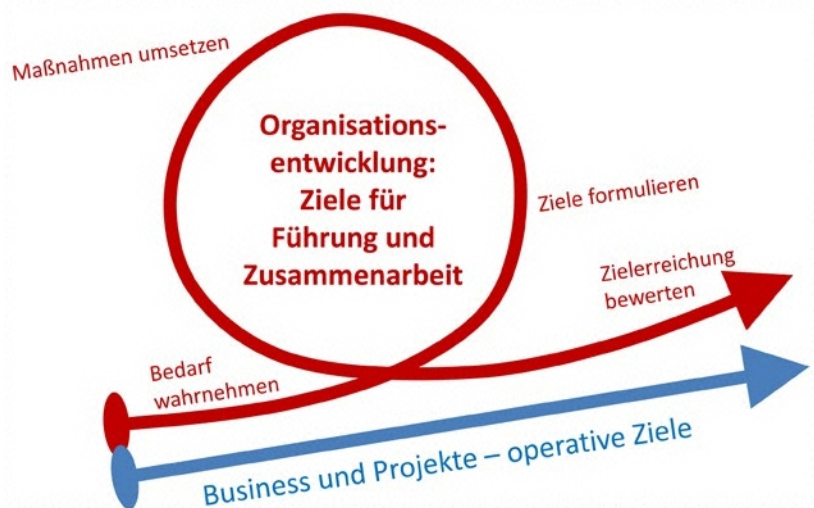 Maßnahmen umsetzen
Organisations-
entwicklung:
Ziele für
Führung und
Zusammenarbeit
Ziele formulieren
Zielerreichung
bewerten
Bedarf
wahrnehmen
Business und Projekte – operative Ziele